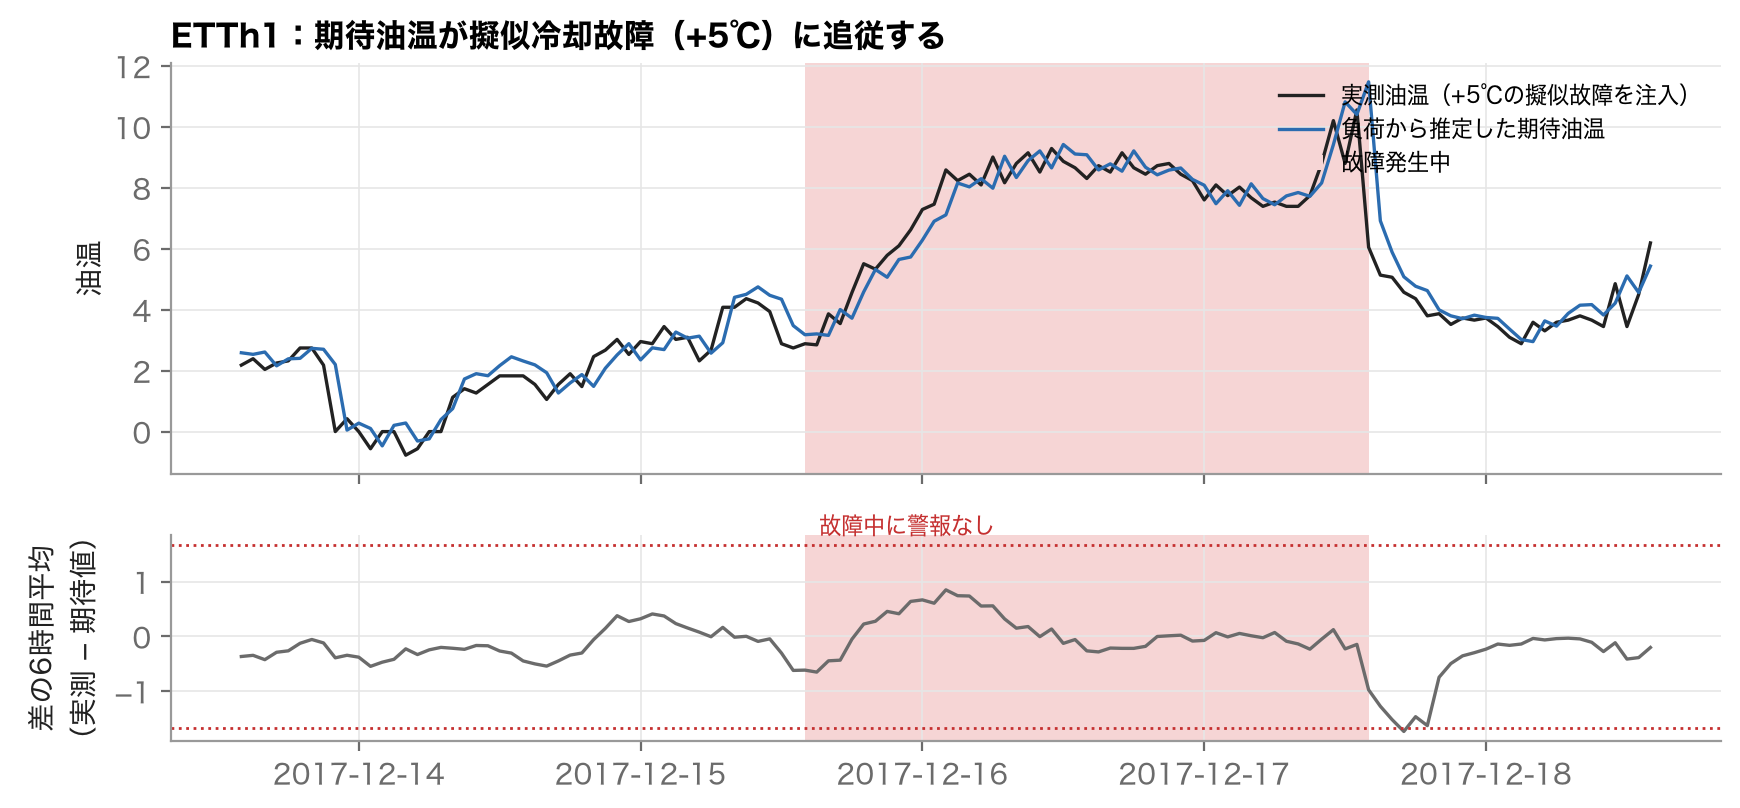 ETTh1：期待油温が擬似冷却故障（+5℃）に追従する
12
10
8
6
4
2
0
油温
実測油温（+5℃の擬似故障を注入）
負荷から推定した期待油温
故障発生中
故障中に警報なし
1
0
−1
差の6時間平均
（実測 − 期待値）
2017-12-14
2017-12-15
2017-12-16
2017-12-17
2017-12-18